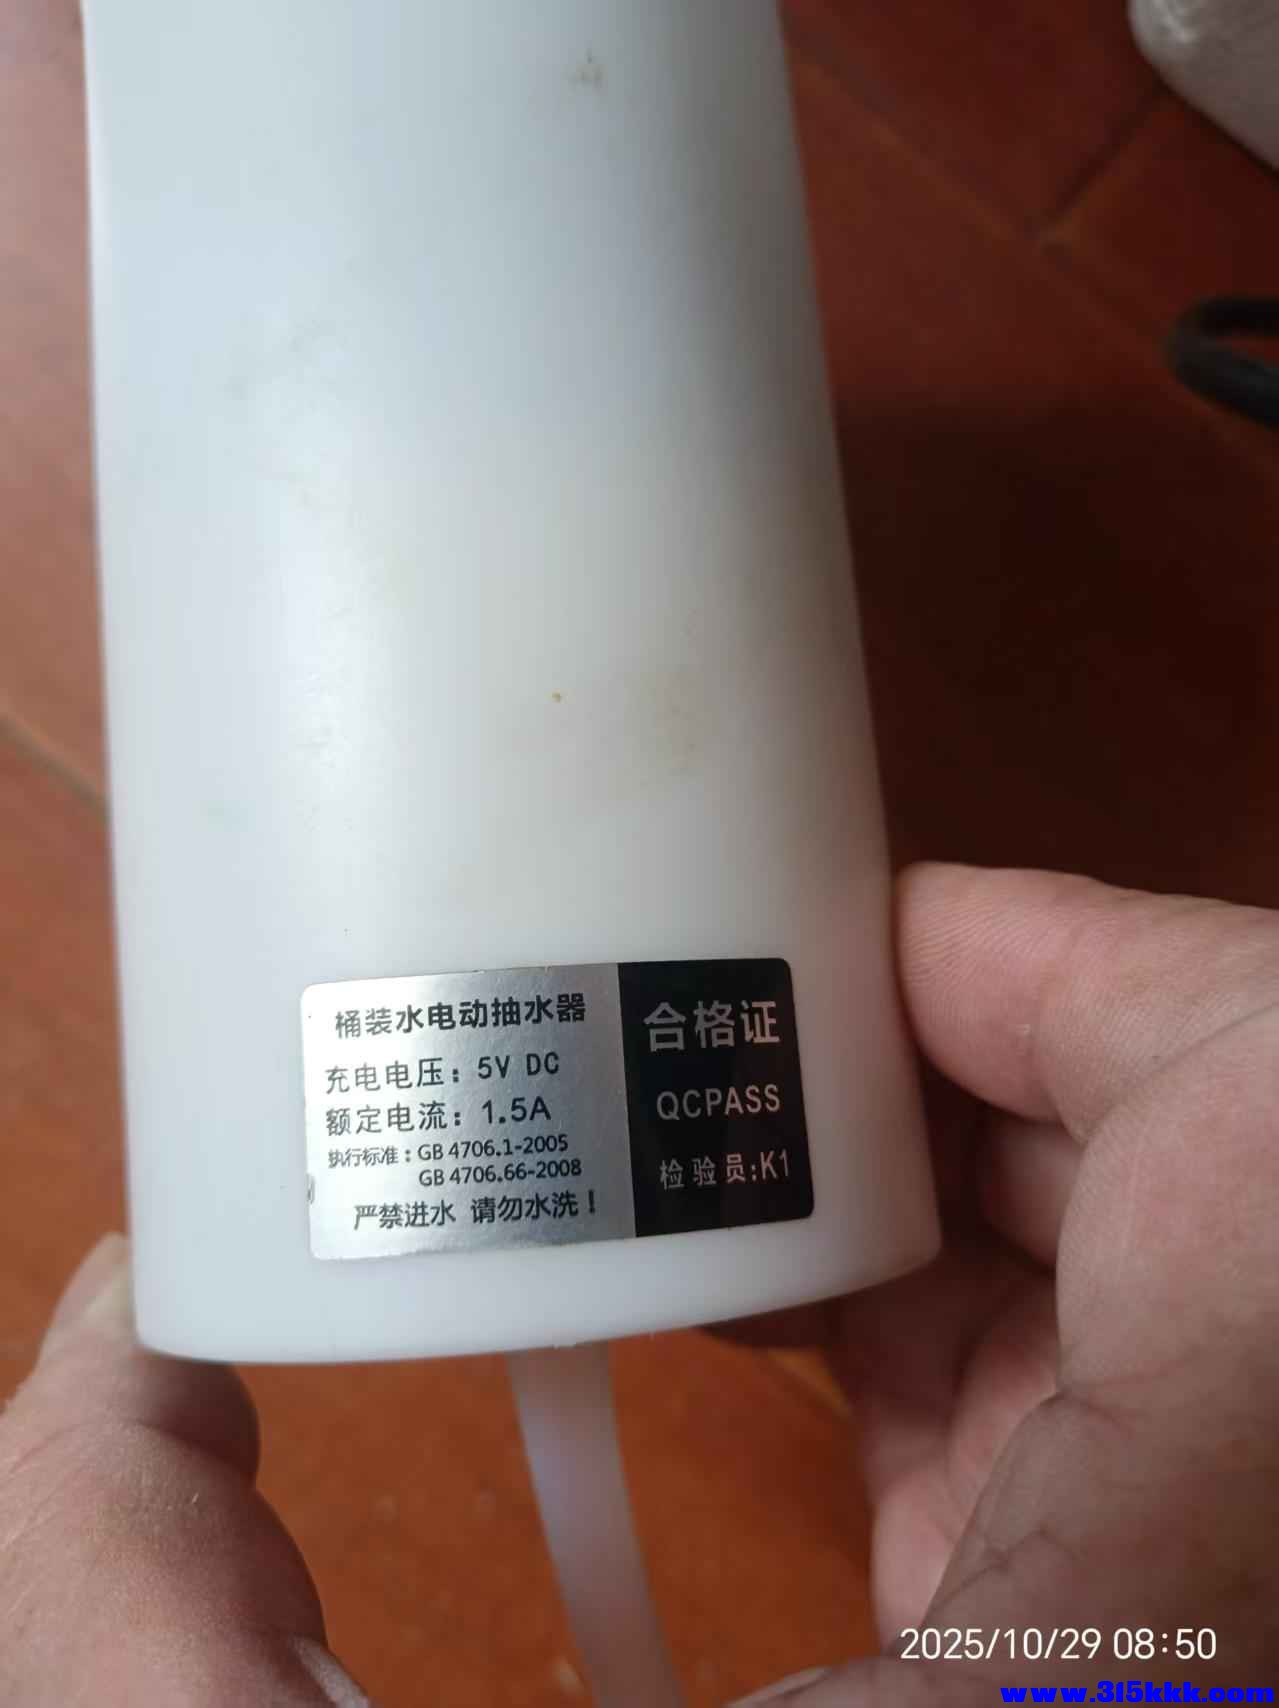 桶装水电动抽水器
充电电压：5V DC
额定电流：1.5A
执行标准：GB 4706.1-2005
GB 4706.66-2008
严禁进水 请勿水洗！
合格证
QCPASS
检验员:K1
2025/10/29 08:50
www.315kkk.com